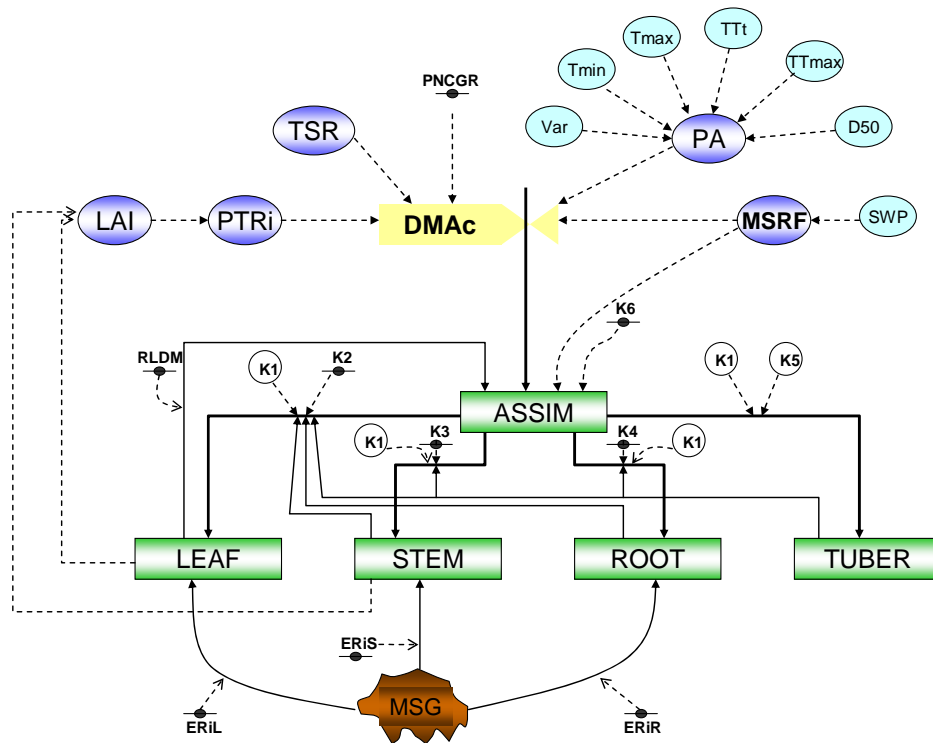 TTt
Tmax
TTmax
Tmin
PNCGR
Var
TSR
PA
D50
LAI
PTRi
DMAc
MSRF
SWP
K6
RLDM
K1
K2
K1
K5
ASSIM
K1
K3
K4
K1
LEAF
STEM
ROOT
TUBER
ERiS
MSG
ERiL
ERiR